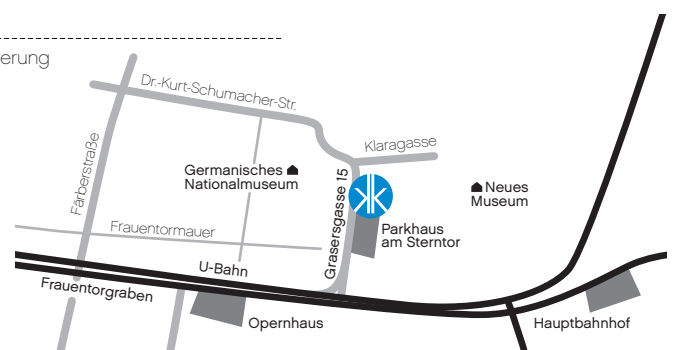 erung
Dr.-Kurt-Schumacher-Str.
Klaragasse
Färberstraße
Germanisches
Nationalmuseum
Grasersgasse 15
Neues
Museum
Frauentormauer
Parkhaus
am Sterntor
U-Bahn
Frauentorgraben
Opernhaus
Hauptbahnhof